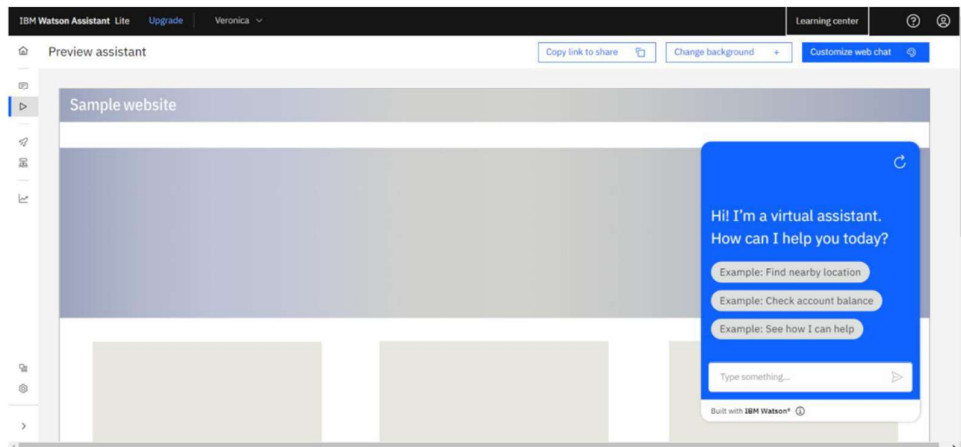 IBM Watson Assistant Lite Upgrade Veronica Learning center
Preview assistant Copy link to share Change background + Customize web chat
Sample website
Hi! I'm a virtual assistant.
How can I help you today?
Example: Find nearby location
Example: Check account balance
Example: See how I can help
Type something...
Built with IBM Watson®